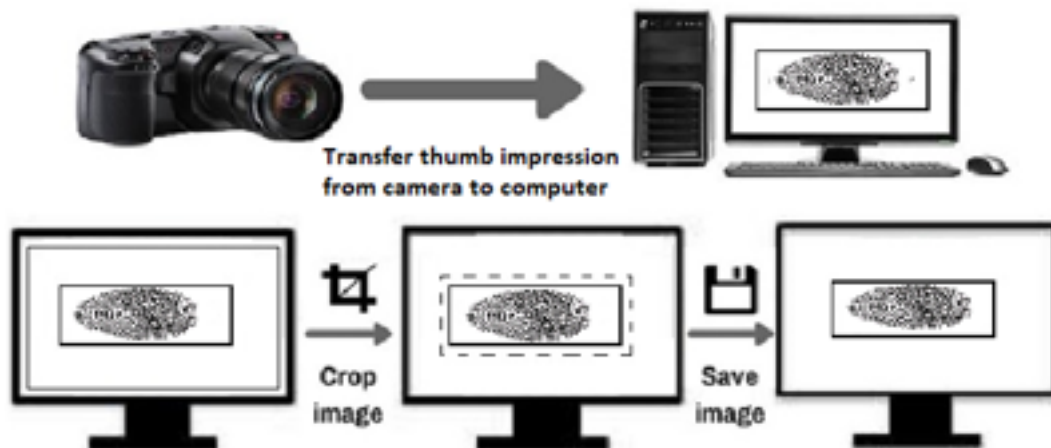 Transfer thumb impression
from camera to computer
Crop
image
Save
image